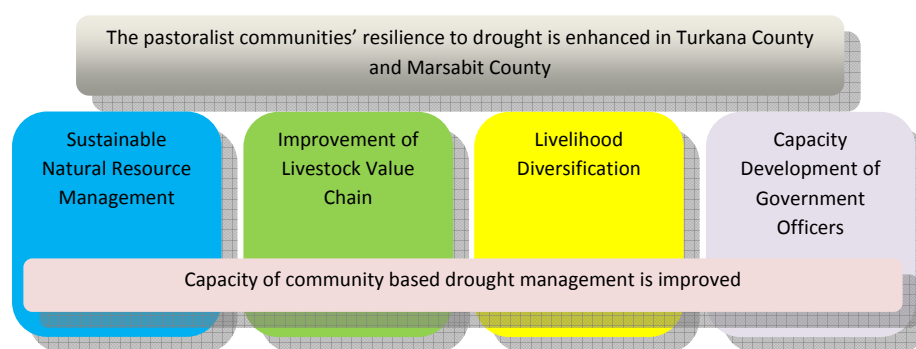 The pastoralist communities’ resilience to drought is enhanced in Turkana County
and Marsabit County
Sustainable
Natural Resource
Management
Improvement of
Livestock Value
Chain
Livelihood
Diversification
Capacity
Development of
Government
Officers
Capacity of community based drought management is improved